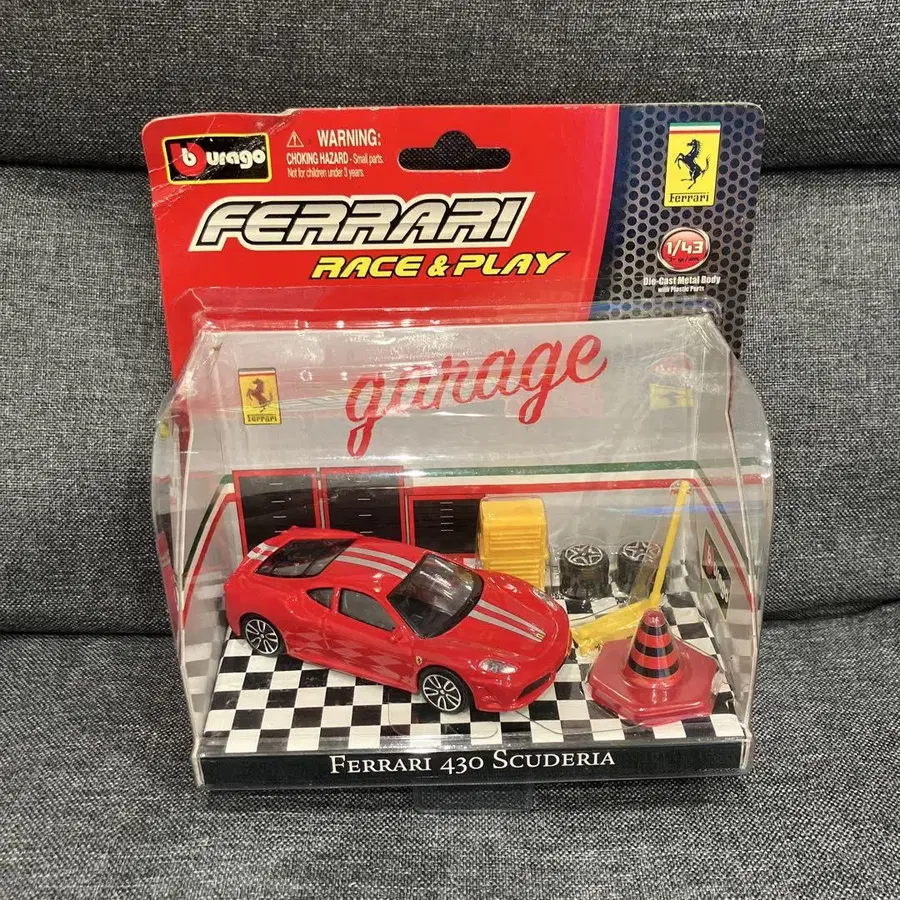 burago
WARNING:
CHOKING HAZARD - Small parts.
Not for children under 3 years.
Ferrari
FERRARI
RACE & PLAY
1/43
Die-Cast Metal Body
with Plastic Parts
garage
Ferrari
FERRARI 430 SCUDERIA